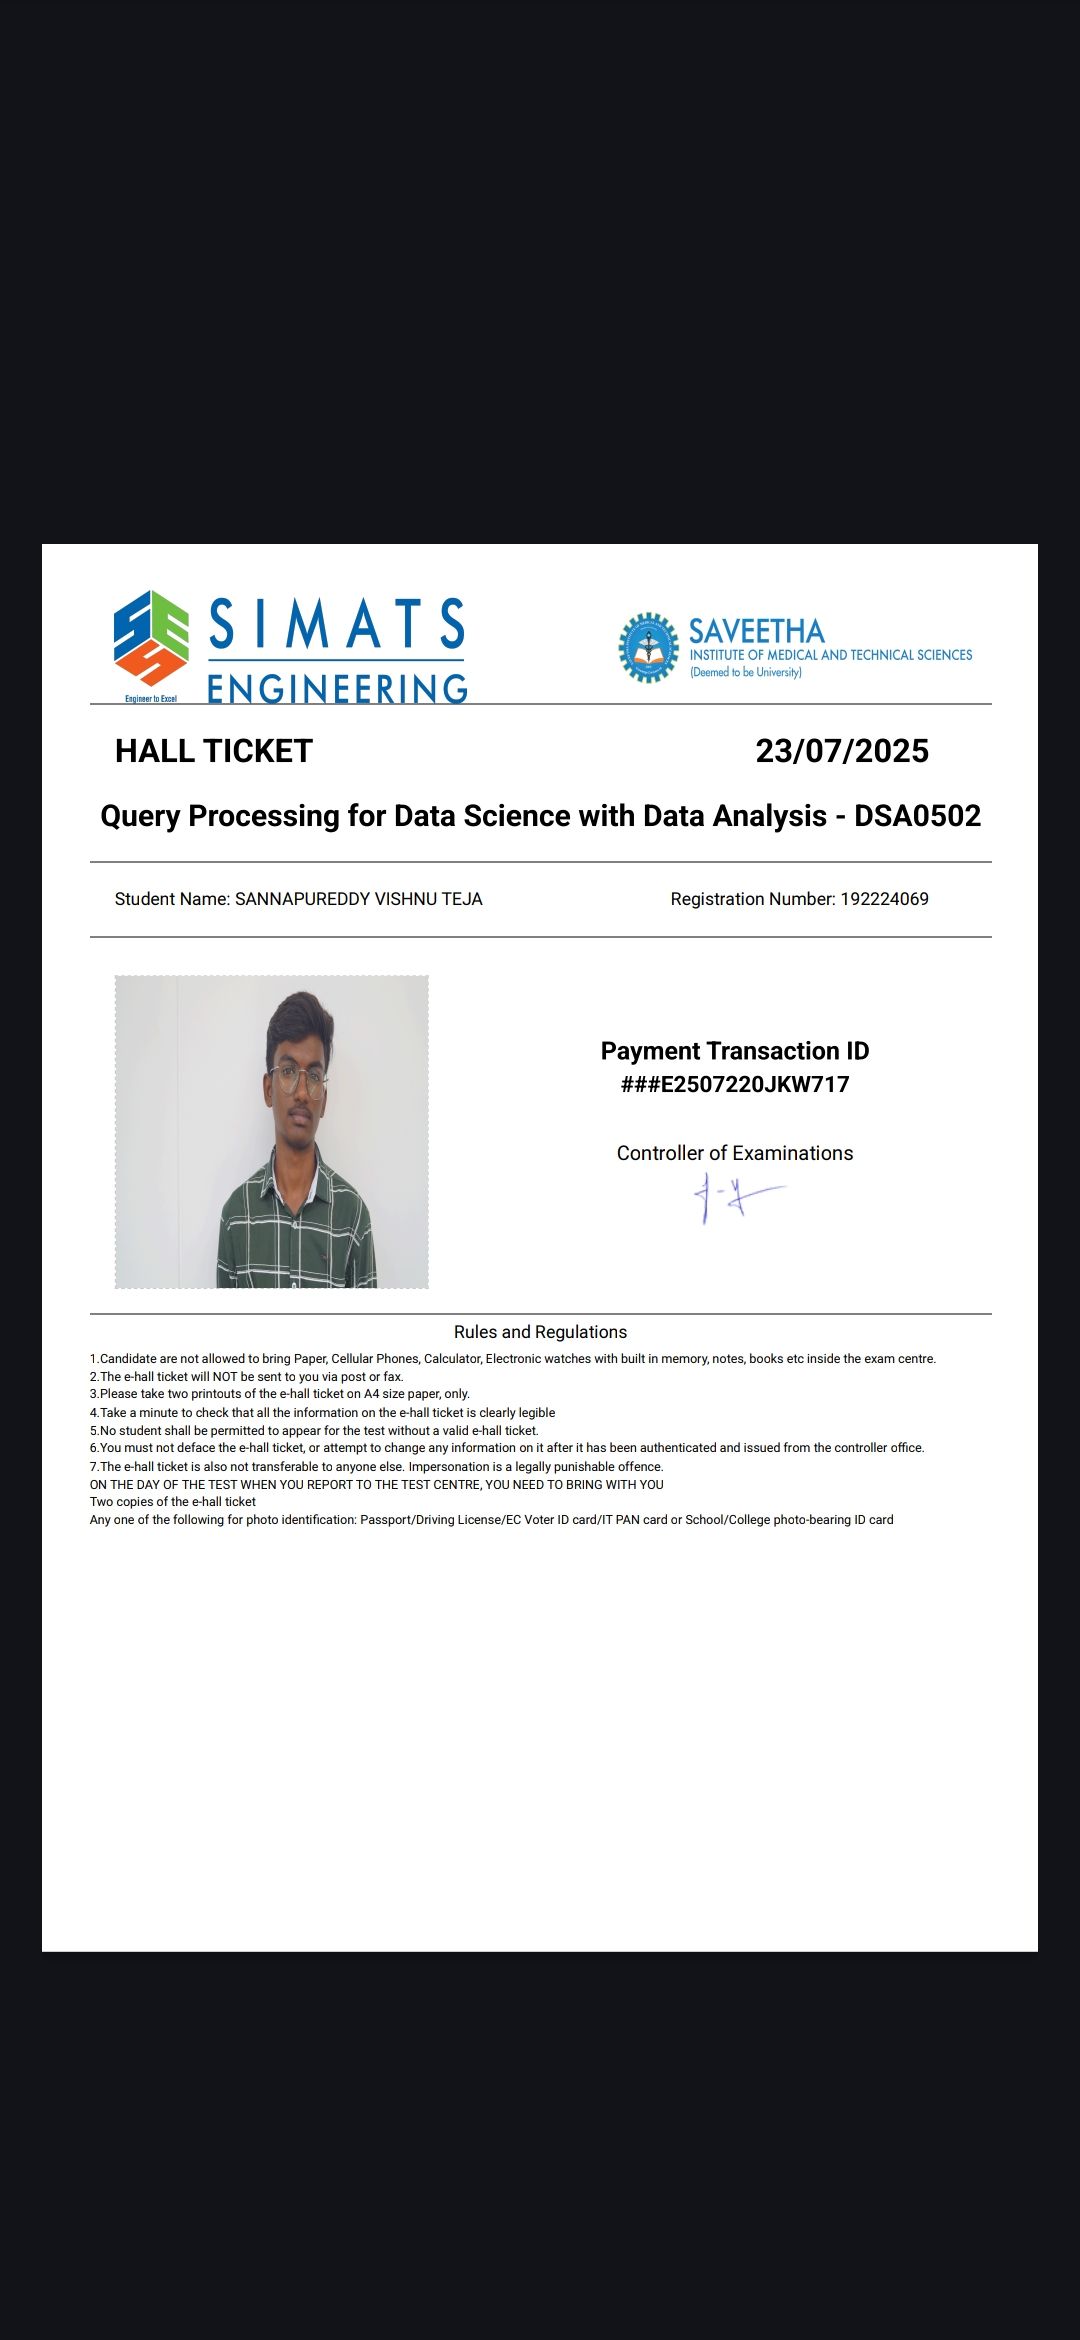 SIMATS
ENGINEERING
Engineer to Excel
SAVEETHA
INSTITUTE OF MEDICAL AND TECHNICAL SCIENCES
(Deemed to be University)
HALL TICKET
23/07/2025
Query Processing for Data Science with Data Analysis - DSA0502
Student Name: SANNAPUREDDY VISHNU TEJA
Registration Number: 192224069
Payment Transaction ID
###E2507220JKW717
Controller of Examinations
Rules and Regulations
1.Candidate are not allowed to bring Paper, Cellular Phones, Calculator, Electronic watches with built in memory, notes, books etc inside the exam centre.
2.The e-hall ticket will NOT be sent to you via post or fax.
3.Please take two printouts of the e-hall ticket on A4 size paper, only.
4.Take a minute to check that all the information on the e-hall ticket is clearly legible
5.No student shall be permitted to appear for the test without a valid e-hall ticket.
6.You must not deface the e-hall ticket, or attempt to change any information on it after it has been authenticated and issued from the controller office.
7.The e-hall ticket is also not transferable to anyone else. Impersonation is a legally punishable offence.
ON THE DAY OF THE TEST WHEN YOU REPORT TO THE TEST CENTRE, YOU NEED TO BRING WITH YOU
Two copies of the e-hall ticket
Any one of the following for photo identification: Passport/Driving License/EC Voter ID card/IT PAN card or School/College photo-bearing ID card